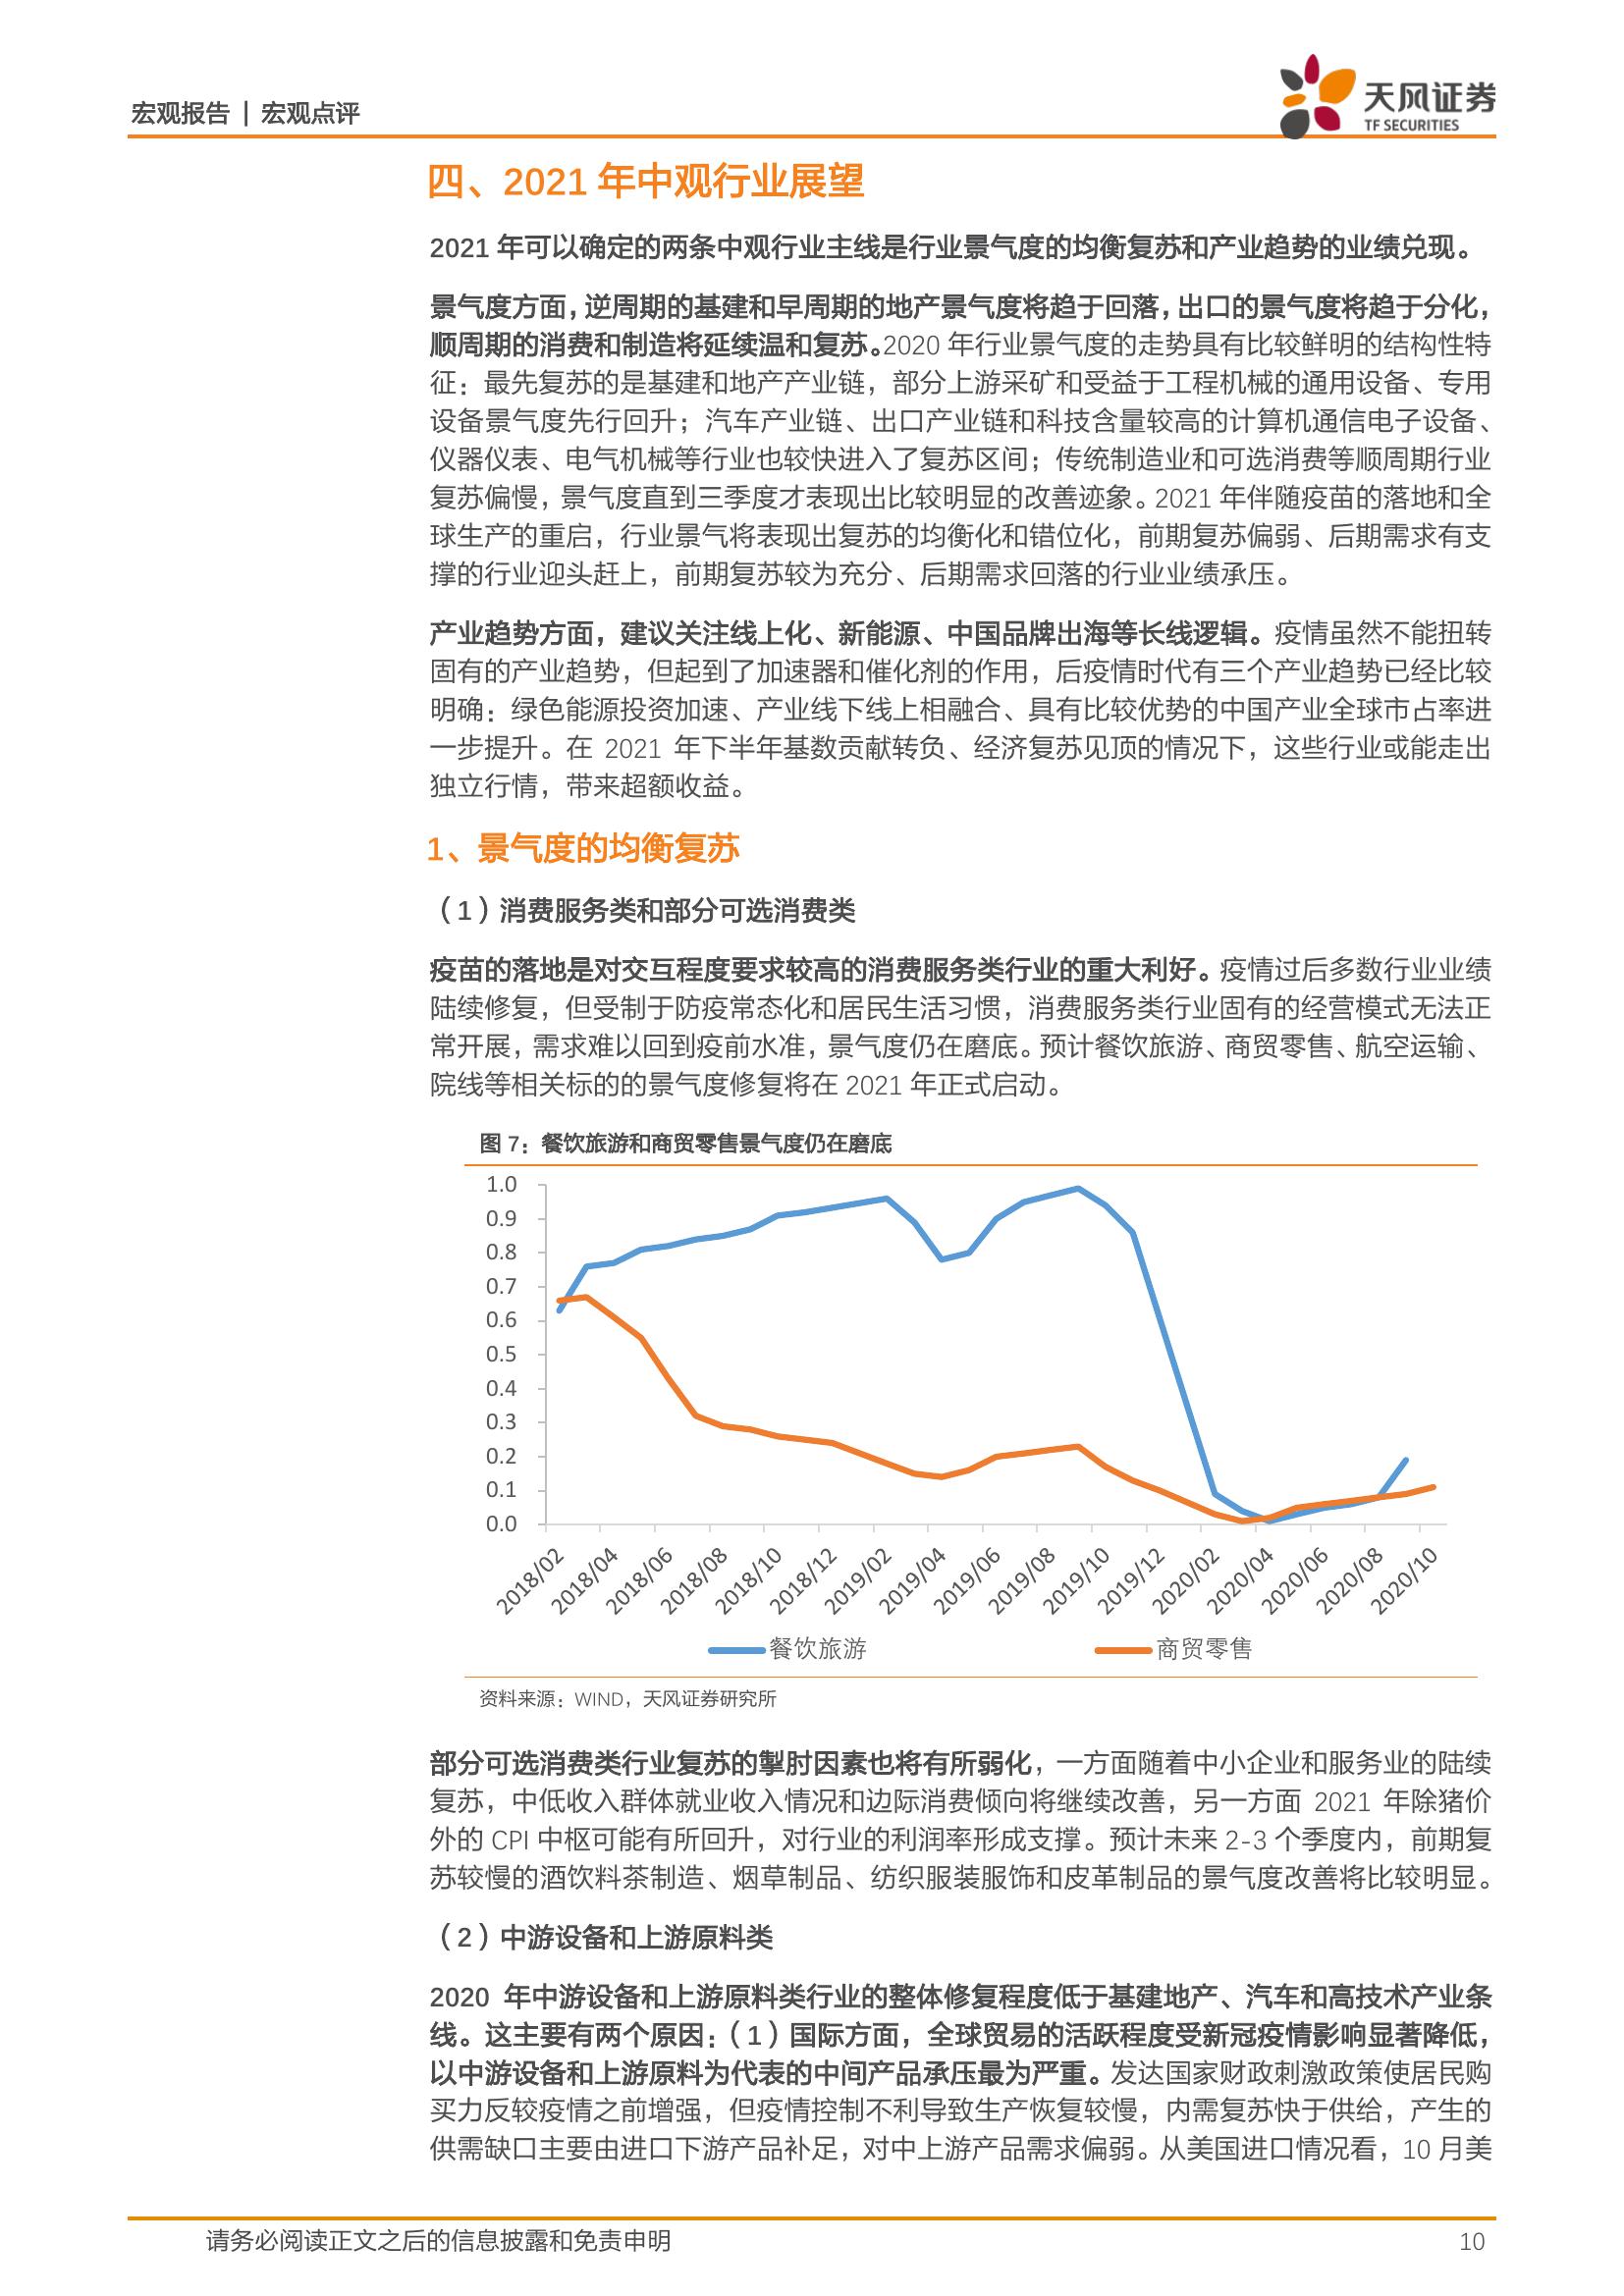 宏观报告 | 宏观点评
天风证券
TF SECURITIES
四、2021 年中观行业展望
2021 年可以确定的两条中观行业主线是行业景气度的均衡复苏和产业趋势的业绩兑现。
景气度方面，逆周期的基建和早周期的地产景气度将趋于回落，出口的景气度将趋于分化，
顺周期的消费和制造将延续温和复苏。2020 年行业景气度的走势具有比较鲜明的结构性特
征：最先复苏的是基建和地产产业链，部分上游采矿和受益于工程机械的通用设备、专用
设备景气度先行回升；汽车产业链、出口产业链和科技含量较高的计算机通信电子设备、
仪器仪表、电气机械等行业也较快进入了复苏区间；传统制造业和可选消费等顺周期行业
复苏偏慢，景气度直到三季度才表现出比较明显的改善迹象。2021 年伴随疫苗的落地和全
球生产的重启，行业景气将表现出复苏的均衡化和错位化，前期复苏偏弱、后期需求有支
撑的行业迎头赶上，前期复苏较为充分、后期需求回落的行业业绩承压。
产业趋势方面，建议关注线上化、新能源、中国品牌出海等长线逻辑。疫情虽然不能扭转
固有的产业趋势，但起到了加速器和催化剂的作用，后疫情时代有三个产业趋势已经比较
明确：绿色能源投资加速、产业线下线上相融合、具有比较优势的中国产业全球市占率进
一步提升。在 2021 年下半年基数贡献转负、经济复苏见顶的情况下，这些行业或能走出
独立行情，带来超额收益。
1、景气度的均衡复苏
（1）消费服务类和部分可选消费类
疫苗的落地是对交互程度要求较高的消费服务类行业的重大利好。疫情过后多数行业业绩
陆续修复，但受制于防疫常态化和居民生活习惯，消费服务类行业固有的经营模式无法正
常开展，需求难以回到疫前水准，景气度仍在磨底。预计餐饮旅游、商贸零售、航空运输、
院线等相关标的的景气度修复将在 2021 年正式启动。
图 7：餐饮旅游和商贸零售景气度仍在磨底
1.0
0.9
0.8
0.7
0.6
0.5
0.4
0.3
0.2
0.1
0.0
2018/02 2018/04 2018/06 2018/08 2018/10 2018/12 2019/02 2019/04 2019/06 2019/08 2019/10 2019/12 2020/02 2020/04 2020/06 2020/08 2020/10
餐饮旅游 商贸零售
资料来源：WIND，天风证券研究所
部分可选消费类行业复苏的掣肘因素也将有所弱化，一方面随着中小企业和服务业的陆续
复苏，中低收入群体就业收入情况和边际消费倾向将继续改善，另一方面 2021 年除猪价
外的 CPI 中枢可能有所回升，对行业的利润率形成支撑。预计未来 2-3 个季度内，前期复
苏较慢的酒饮料茶制造、烟草制品、纺织服装服饰和皮革制品的景气度改善将比较明显。
（2）中游设备和上游原料类
2020 年中游设备和上游原料类行业的整体修复程度低于基建地产、汽车和高技术产业条
线。这主要有两个原因：（1）国际方面，全球贸易的活跃程度受新冠疫情影响显著降低，
以中游设备和上游原料为代表的中间产品承压最为严重。发达国家财政刺激政策使居民购
买力反较疫情之前增强，但疫情控制不利导致生产恢复较慢，内需复苏快于供给，产生的
供需缺口主要由进口下游产品补足，对中上游产品需求偏弱。从美国进口情况看，10 月美
请务必阅读正文之后的信息披露和免责申明
10